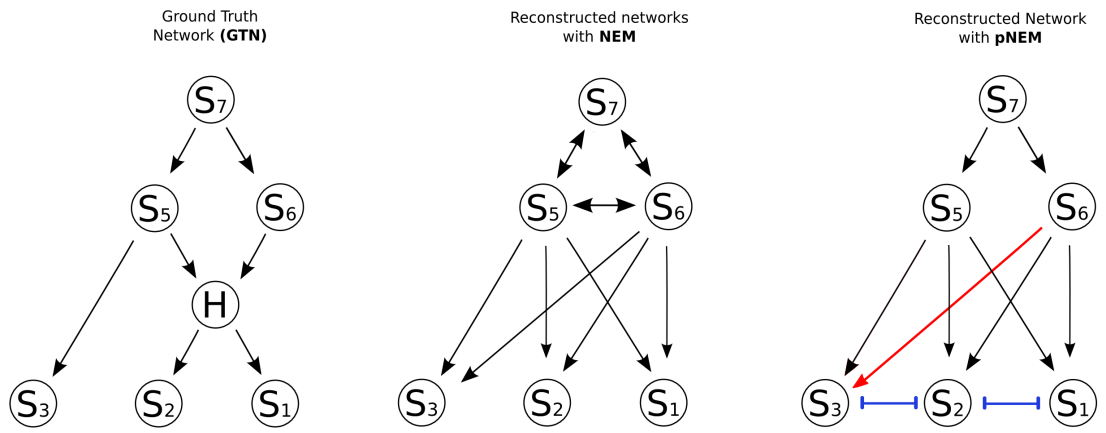 Ground Truth
Network (GTN)
S7
S5
S6
H
S3
S2
S1
Reconstructed networks
with NEM
S7
S5
S6
S3
S2
S1
Reconstructed Network
with pNEM
S7
S5
S6
S3
S2
S1